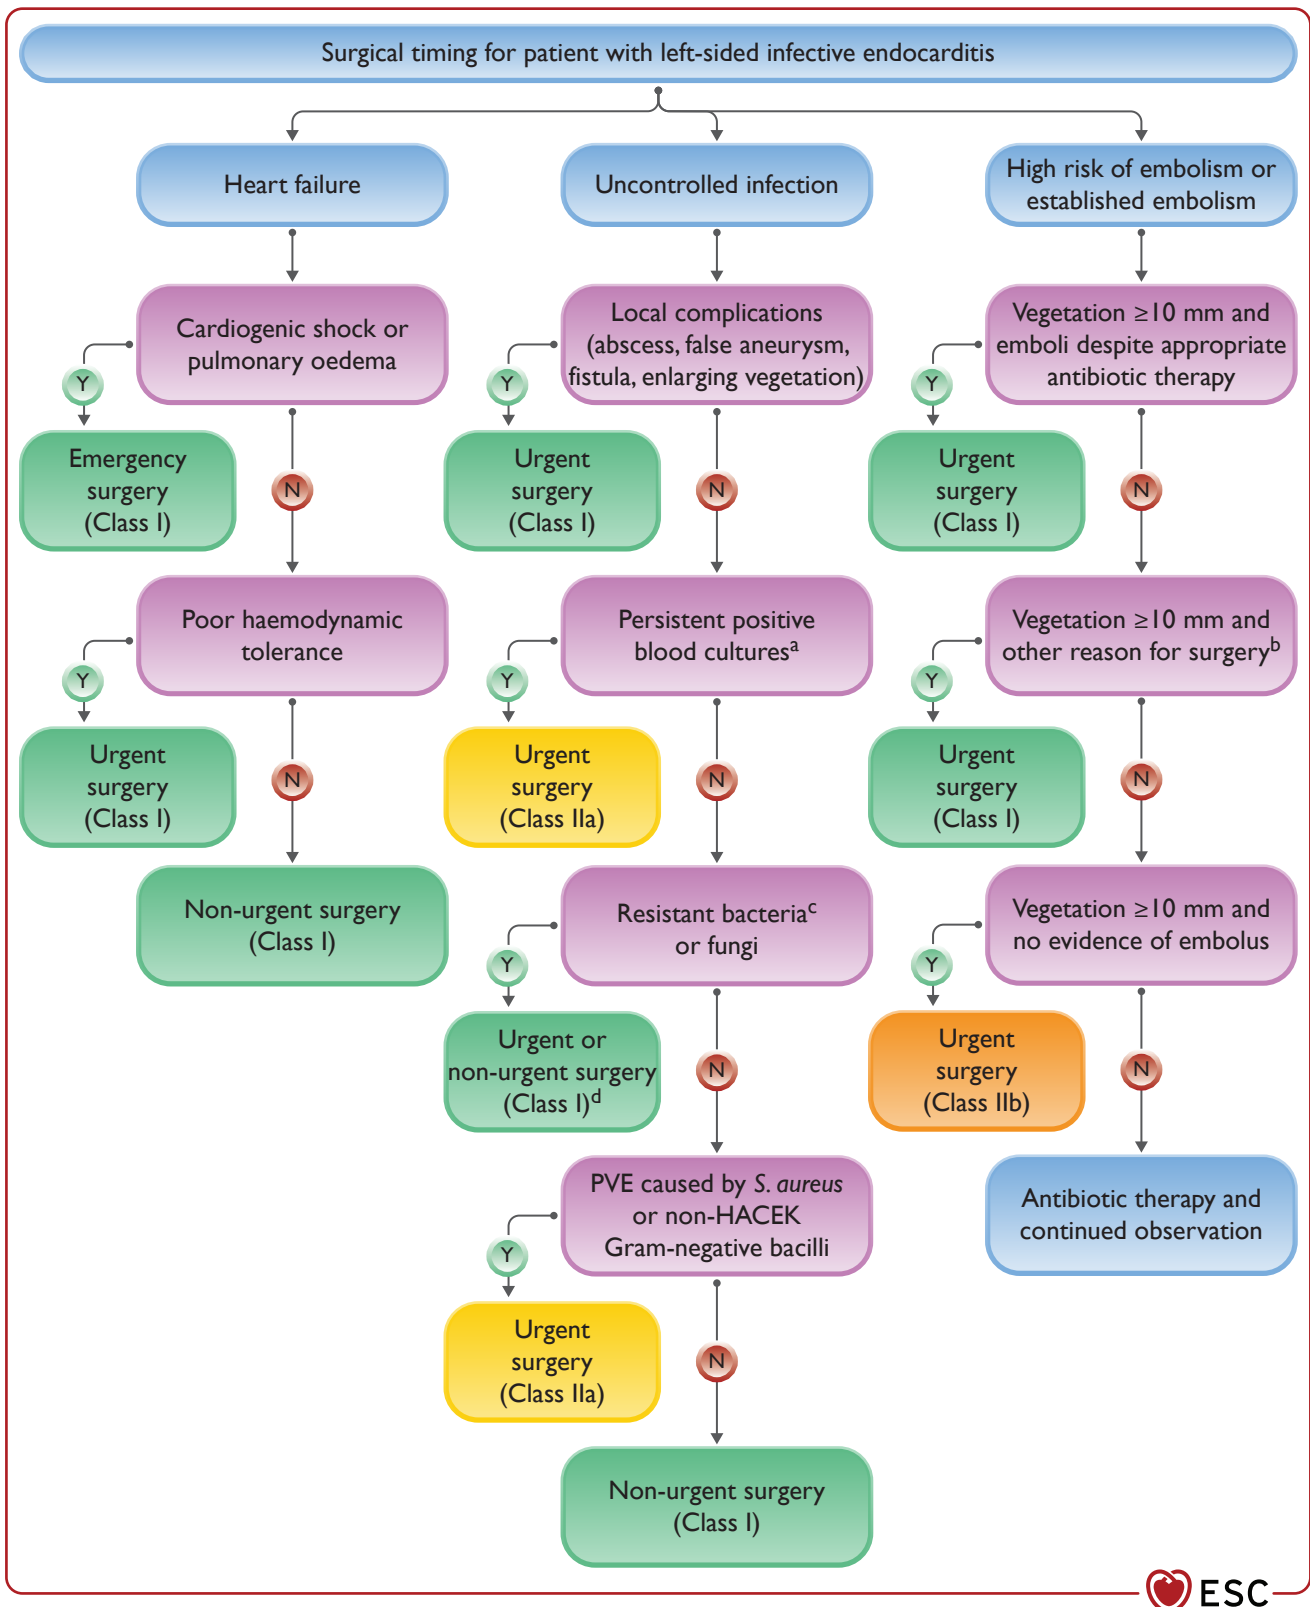 Surgical timing for patient with left-sided infective endocarditis
Heart failure
Uncontrolled infection
High risk of embolism or
established embolism
Cardiogenic shock or
pulmonary oedema
Y
Emergency
surgery
(Class I)
N
Poor haemodynamic
tolerance
Y
Urgent
surgery
(Class I)
N
Non-urgent surgery
(Class I)
Local complications
(abscess, false aneurysm,
fistula, enlarging vegetation)
Y
Urgent
surgery
(Class I)
N
Persistent positive
blood culturesᵃ
Y
Urgent
surgery
(Class IIa)
N
Resistant bacteriaᶜ
or fungi
Y
Urgent or
non-urgent surgery
(Class I)ᵈ
N
PVE caused by S. aureus
or non-HACEK
Gram-negative bacilli
Y
Urgent
surgery
(Class IIa)
N
Non-urgent surgery
(Class I)
Vegetation ≥10 mm and
emboli despite appropriate
antibiotic therapy
Y
Urgent
surgery
(Class I)
N
Vegetation ≥10 mm and
other reason for surgeryᵇ
Y
Urgent
surgery
(Class I)
N
Vegetation ≥10 mm and
no evidence of embolus
Y
Urgent
surgery
(Class IIb)
N
Antibiotic therapy and
continued observation
ESC